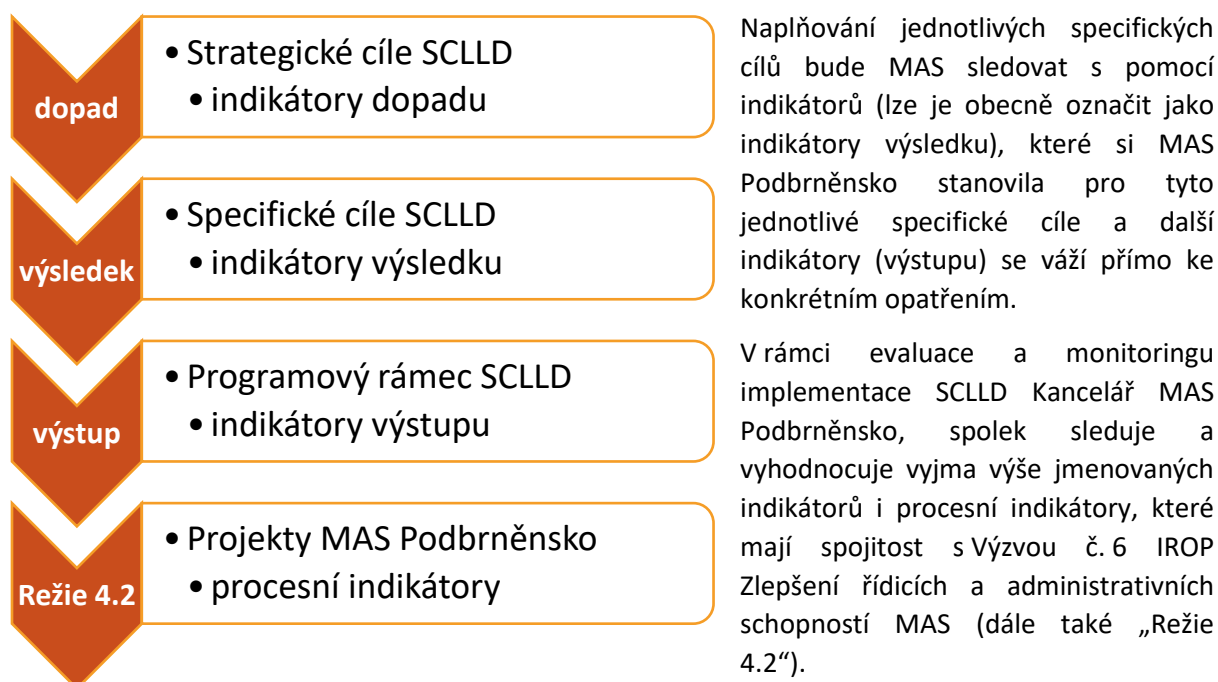 dopad
• Strategické cíle SCLLD
• indikátory dopadu
výsledek
• Specifické cíle SCLLD
• indikátory výsledku
výstup
• Programový rámec SCLLD
• indikátory výstupu
Režie 4.2
• Projekty MAS Podbrněnsko
• procesní indikátory
Naplňování jednotlivých specifických
cílů bude MAS sledovat s pomocí
indikátorů (lze je obecně označit jako
indikátory výsledku), které si MAS
Podbrněnsko stanovila pro tyto
jednotlivé specifické cíle a další
indikátory (výstupu) se váží přímo ke
konkrétním opatřením.
V rámci evaluace a monitoringu
implementace SCLLD Kancelář MAS
Podbrněnsko, spolek sleduje a
vyhodnocuje vyjma výše jmenovaných
indikátorů i procesní indikátory, které
mají spojitost s Výzvou č. 6 IROP
Zlepšení řídicích a administrativních
schopností MAS (dále také „Režie
4.2“).